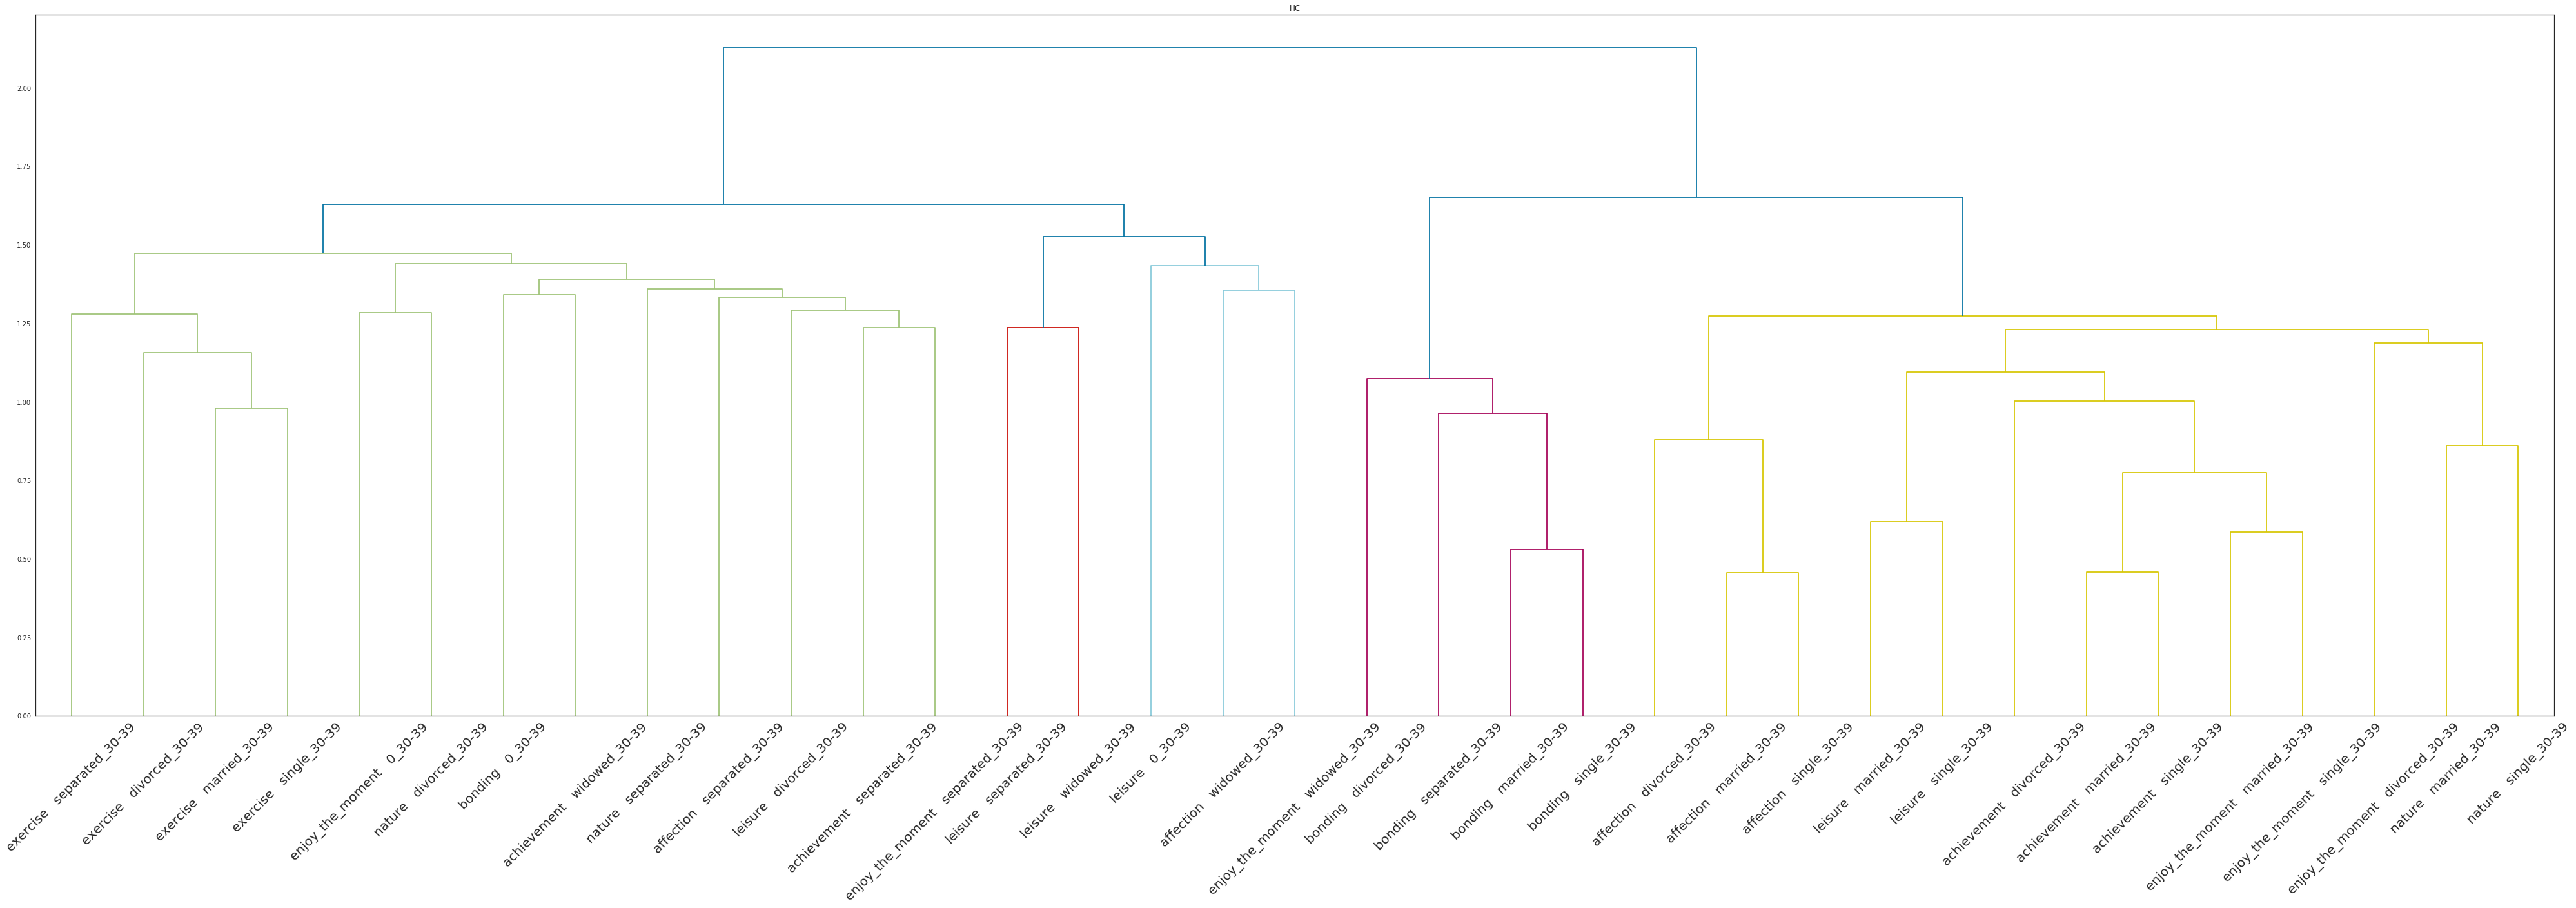 HC
2.00
1.75
1.50
1.25
1.00
0.75
0.50
0.25
0.00
exercise separated_30-39
exercise divorced_30-39
exercise married_30-39
exercise single_30-39
enjoy_the_moment 0_30-39
nature divorced_30-39
bonding 0_30-39
achievement widowed_30-39
nature separated_30-39
affection separated_30-39
leisure divorced_30-39
achievement separated_30-39
enjoy_the_moment separated_30-39
leisure separated_30-39
leisure widowed_30-39
leisure 0_30-39
affection widowed_30-39
enjoy_the_moment widowed_30-39
bonding divorced_30-39
bonding separated_30-39
bonding married_30-39
bonding single_30-39
affection divorced_30-39
affection married_30-39
affection single_30-39
leisure married_30-39
leisure single_30-39
achievement divorced_30-39
achievement married_30-39
achievement single_30-39
enjoy_the_moment married_30-39
enjoy_the_moment single_30-39
enjoy_the_moment divorced_30-39
nature married_30-39
nature single_30-39